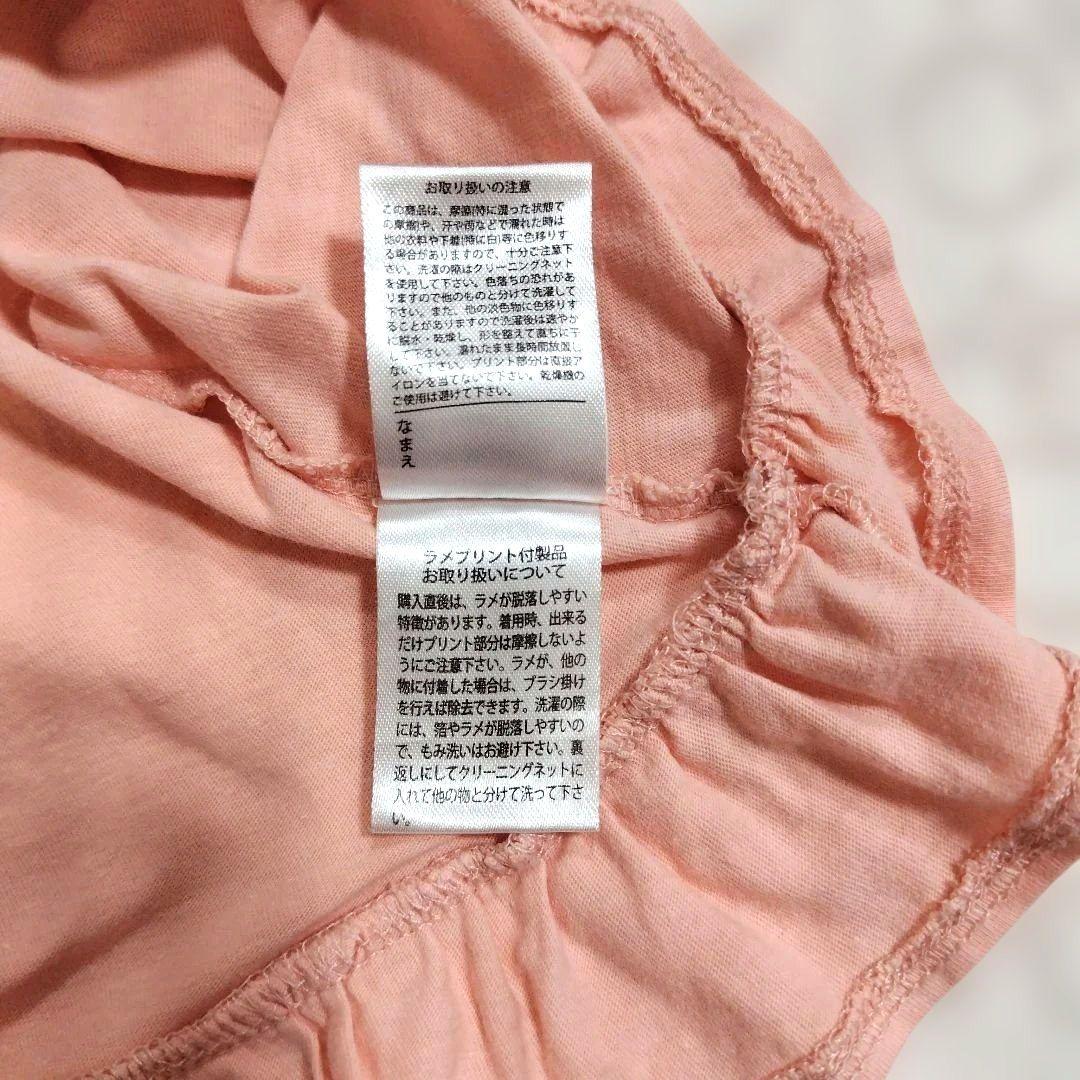 お取り扱いの注意
この商品は、摩擦(特に湿った状態で
の摩擦)や、汗や雨などで濡れた時は
他の衣料や下着(特に白)等に色移りす
る場合がありますので、十分ご注意下
さい。洗濯の際はクリーニングネット
を使用して下さい。色落ちの恐れがあ
りますので他のものと分けて洗濯して
下さい。また、他の淡色物に色移りす
ることがありますので洗濯後は速やか
に脱水・乾燥し、形を整えて直ちに干
して下さい。濡れたまま長時間放置し
ないで下さい。プリント部分は直接ア
イロンを当てないで下さい。乾燥機の
ご使用は避けて下さい。
なまえ
ラメプリント付製品
お取り扱いについて
購入直後は、ラメが脱落しやすい
特徴があります。着用時、出来る
だけプリント部分は摩擦しないよ
うにご注意下さい。ラメが、他の
物に付着した場合は、ブラシ掛け
を行えば除去できます。洗濯の際
には、箔やラメが脱落しやすいの
で、もみ洗いはお避け下さい。裏
返しにしてクリーニングネットに
入れて他の物と分けて洗って下さ
い。